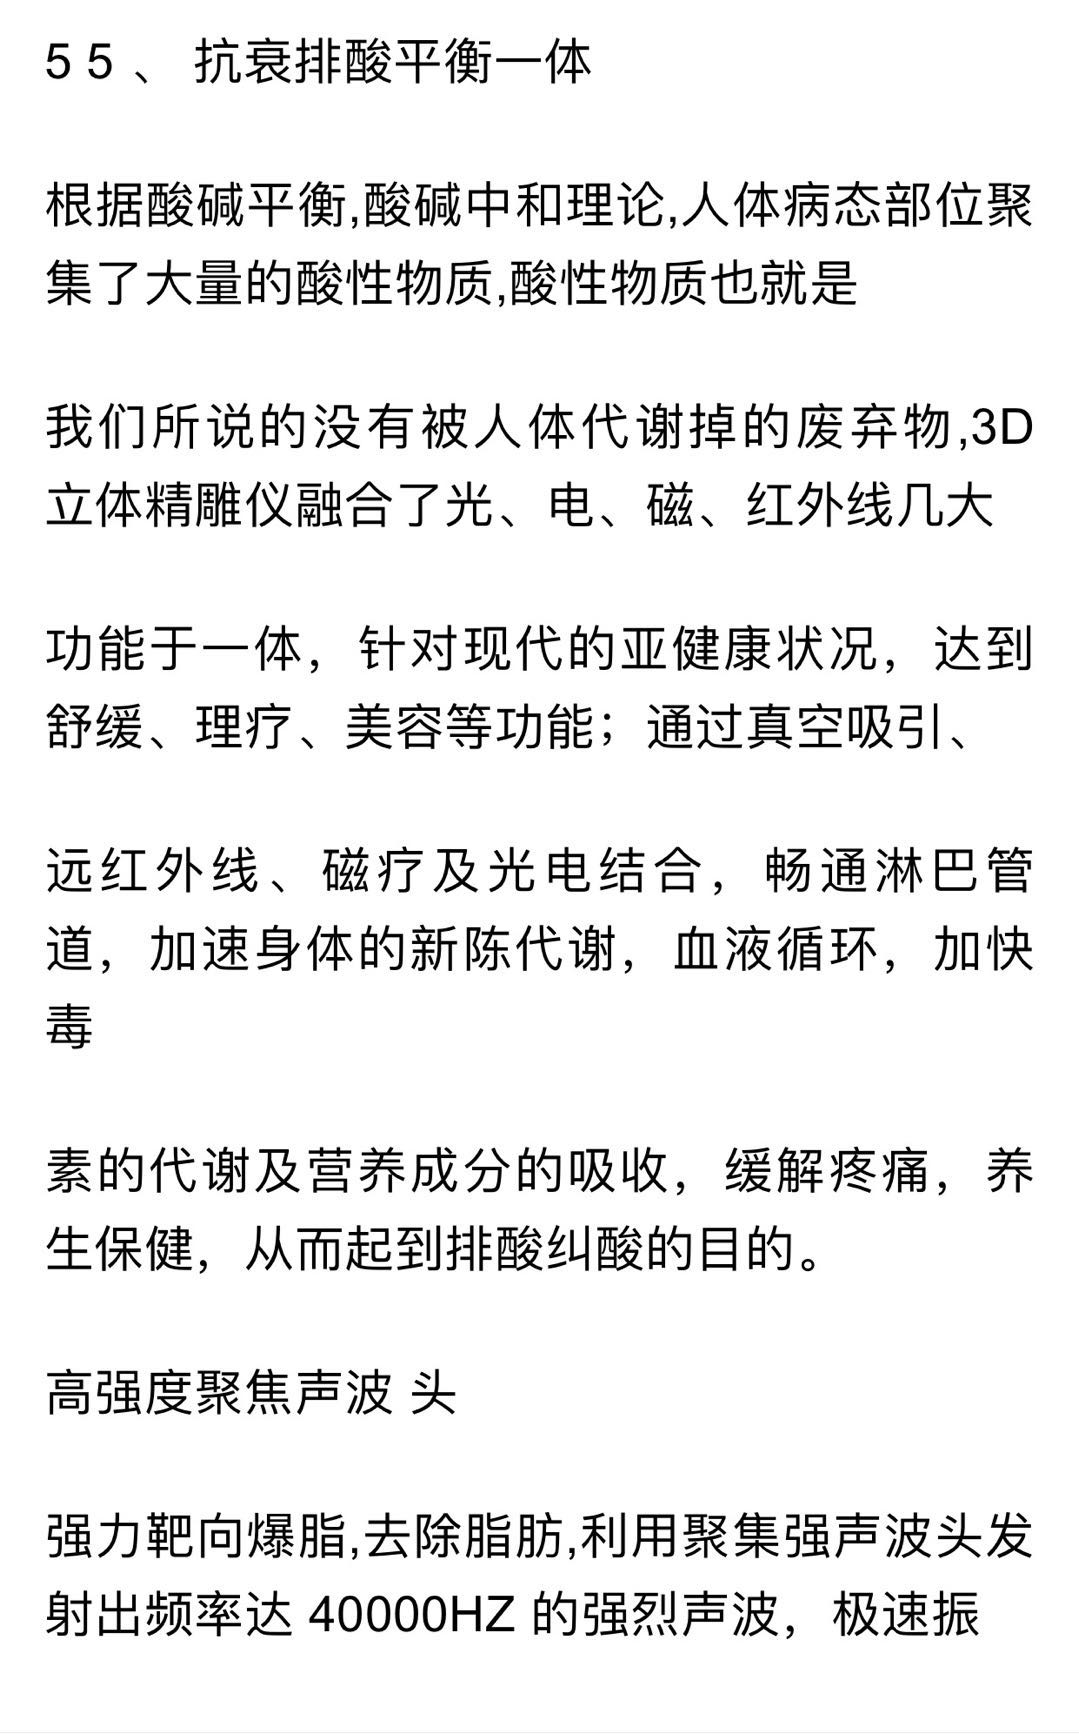 55、 抗衰排酸平衡一体
根据酸碱平衡,酸碱中和理论,人体病态部位聚
集了大量的酸性物质,酸性物质也就是
我们所说的没有被人体代谢掉的废弃物,3D
立体精雕仪融合了光、电、磁、红外线几大
功能于一体，针对现代的亚健康状况，达到
舒缓、理疗、美容等功能；通过真空吸引、
远红外线、磁疗及光电结合，畅通淋巴管
道，加速身体的新陈代谢，血液循环，加快
毒
素的代谢及营养成分的吸收，缓解疼痛，养
生保健，从而起到排酸纠酸的目的。
高强度聚焦声波 头
强力靶向爆脂,去除脂肪,利用聚集强声波头发
射出频率达 40000HZ 的强烈声波，极速振